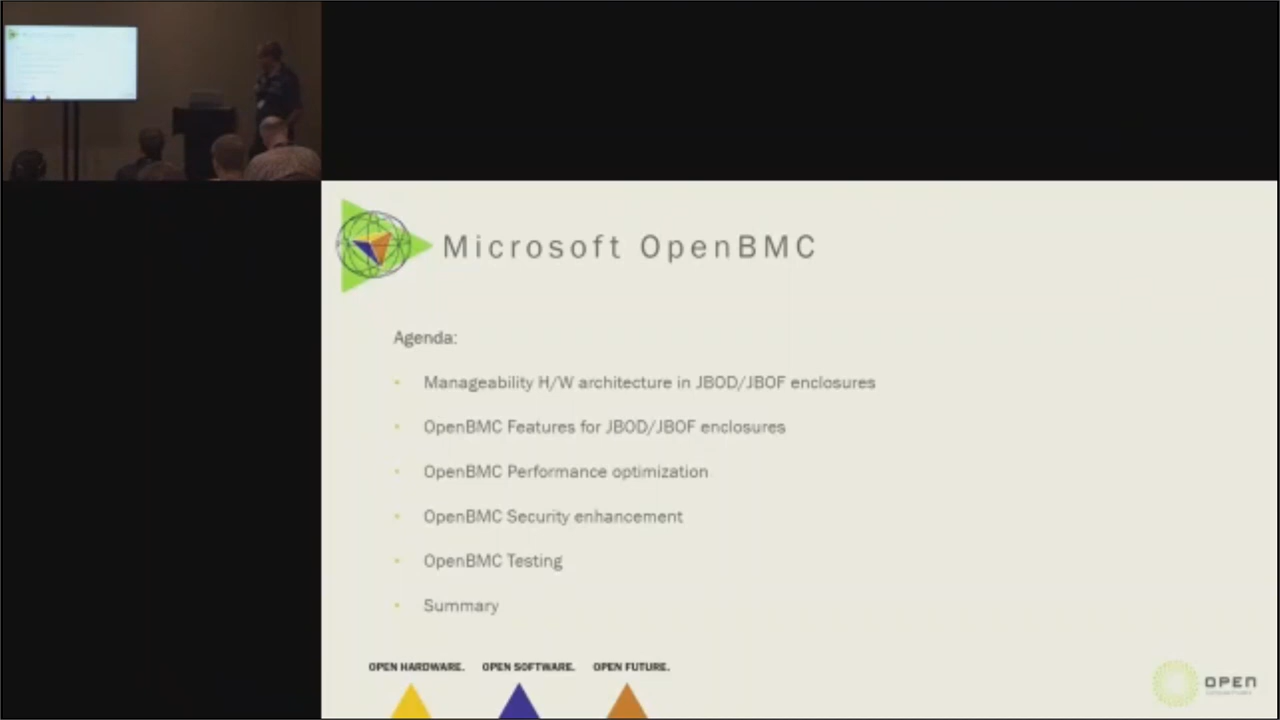 Microsoft OpenBMC
Agenda:
• Manageability H/W architecture in JBOD/JBOF enclosures
• OpenBMC Features for JBOD/JBOF enclosures
• OpenBMC Performance optimization
• OpenBMC Security enhancement
• OpenBMC Testing
• Summary
OPEN HARDWARE. OPEN SOFTWARE. OPEN FUTURE.
OPEN